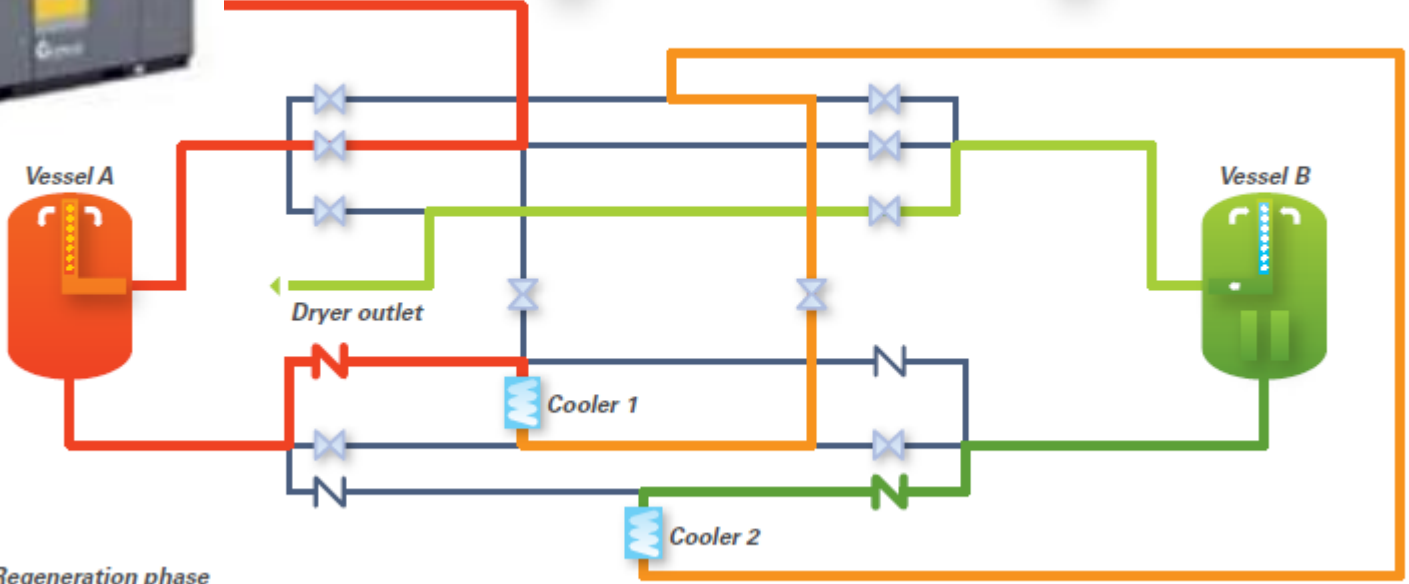 Vessel A
Vessel B
Dryer outlet
Cooler 1
Cooler 2
Regeneration phase